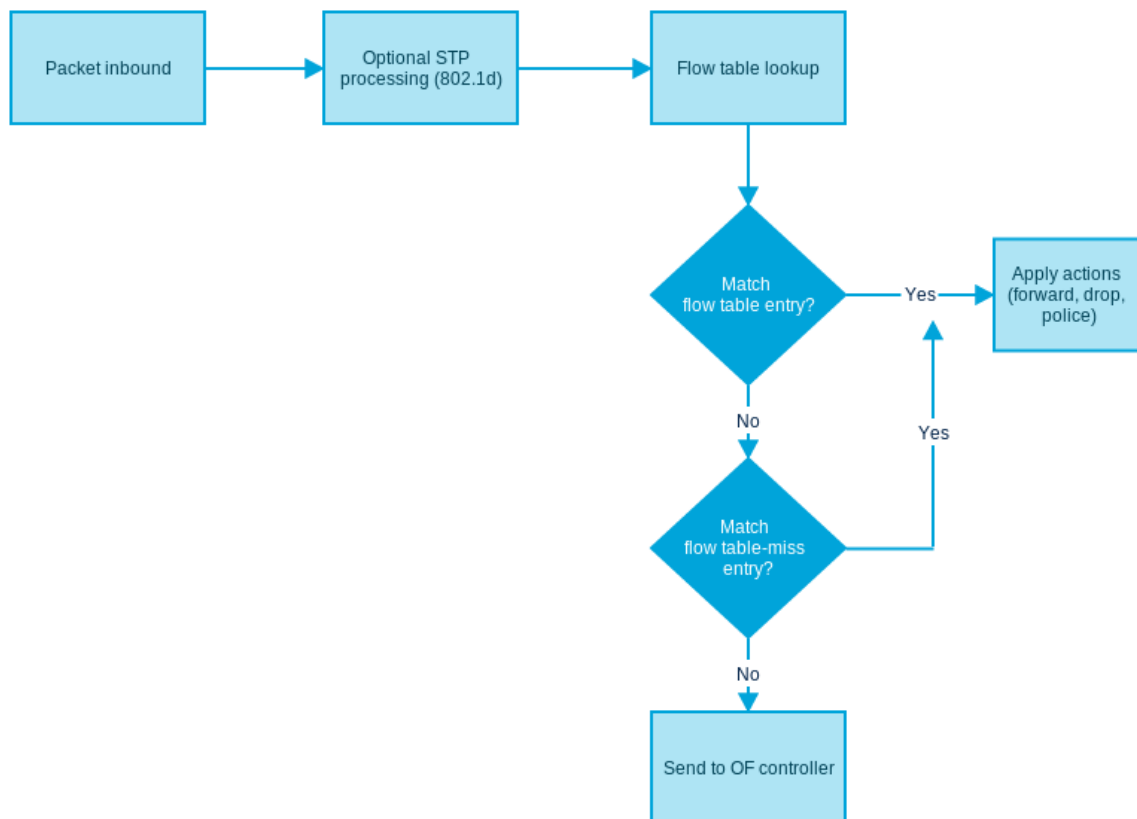 Packet inbound
Optional STP
processing (802.1d)
Flow table lookup
Match
flow table entry?
Yes
Apply actions
(forward, drop,
police)
No
Yes
Match
flow table-miss
entry?
No
Send to OF controller